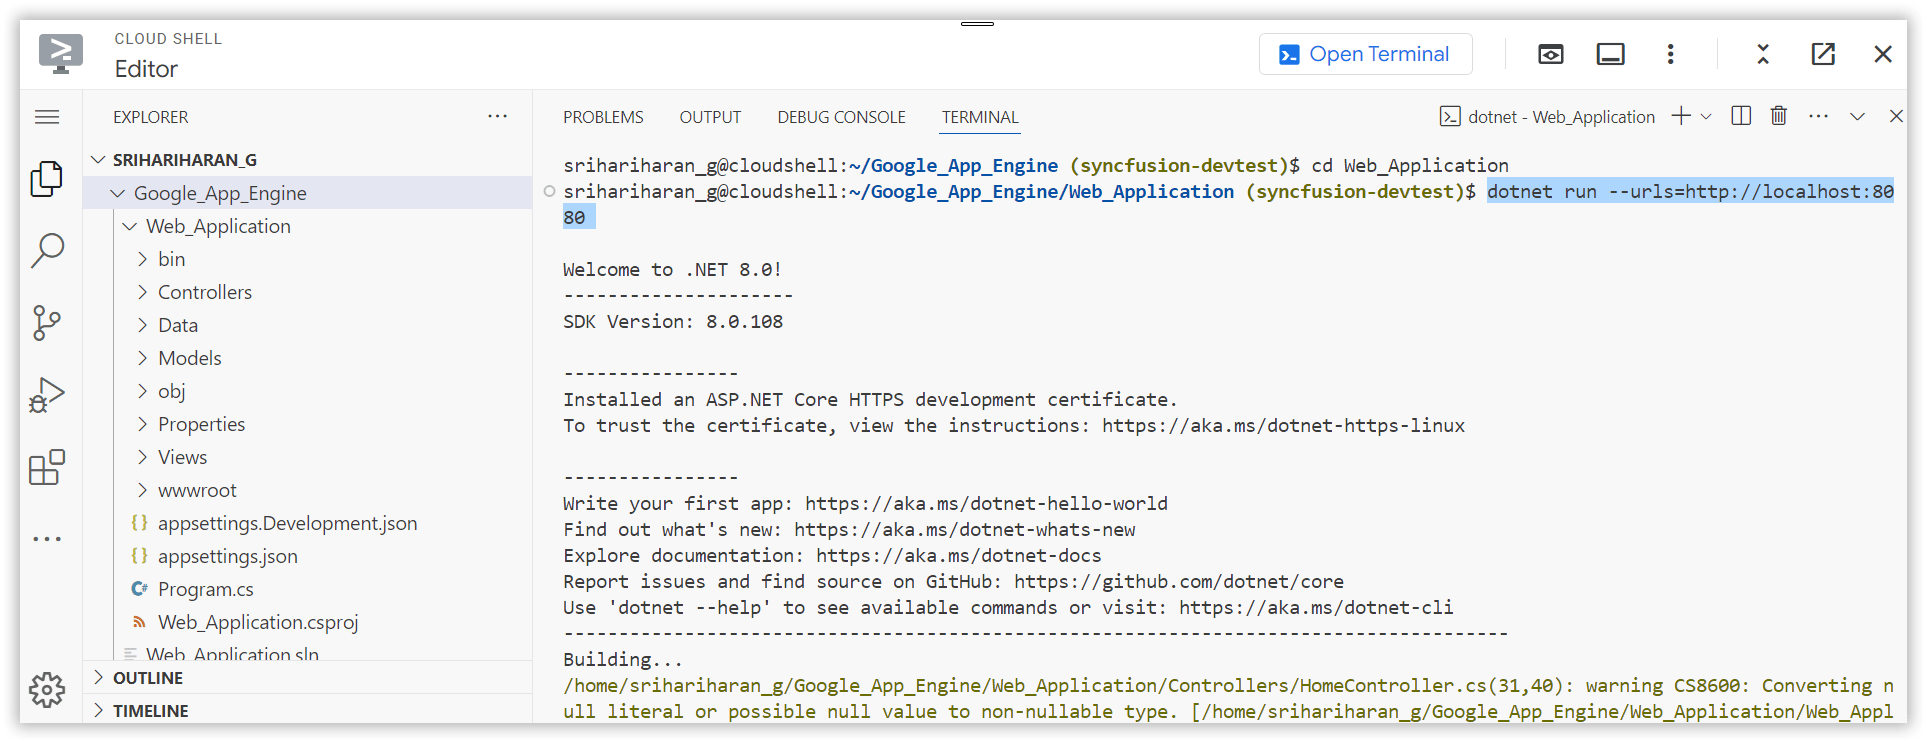 CLOUD SHELL
Editor
Open Terminal
EXPLORER
SRIHARIHARAN_G
Google_App_Engine
Web_Application
bin
Controllers
Data
Models
obj
Properties
Views
wwwroot
{} appsettings.Development.json
{} appsettings.json
C# Program.cs
Web_Application.csproj
Web_Application.sln
OUTLINE
TIMELINE
PROBLEMS OUTPUT DEBUG CONSOLE TERMINAL
dotnet - Web_Application
srihariharan_g@cloudshell:~/Google_App_Engine (syncfusion-devtest)$ cd Web_Application
srihariharan_g@cloudshell:~/Google_App_Engine/Web_Application (syncfusion-devtest)$ dotnet run --urls=http://localhost:80
80
Welcome to .NET 8.0!
---------------------
SDK Version: 8.0.108
----------------
Installed an ASP.NET Core HTTPS development certificate.
To trust the certificate, view the instructions: https://aka.ms/dotnet-https-linux
----------------
Write your first app: https://aka.ms/dotnet-hello-world
Find out what's new: https://aka.ms/dotnet-whats-new
Explore documentation: https://aka.ms/dotnet-docs
Report issues and find source on GitHub: https://github.com/dotnet/core
Use 'dotnet --help' to see available commands or visit: https://aka.ms/dotnet-cli
--------------------------------------------------------------------------------------
Building...
/home/srihariharan_g/Google_App_Engine/Web_Application/Controllers/HomeController.cs(31,40): warning CS8600: Converting n
ull literal or possible null value to non-nullable type. [/home/srihariharan_g/Google_App_Engine/Web_Application/Web_Appl